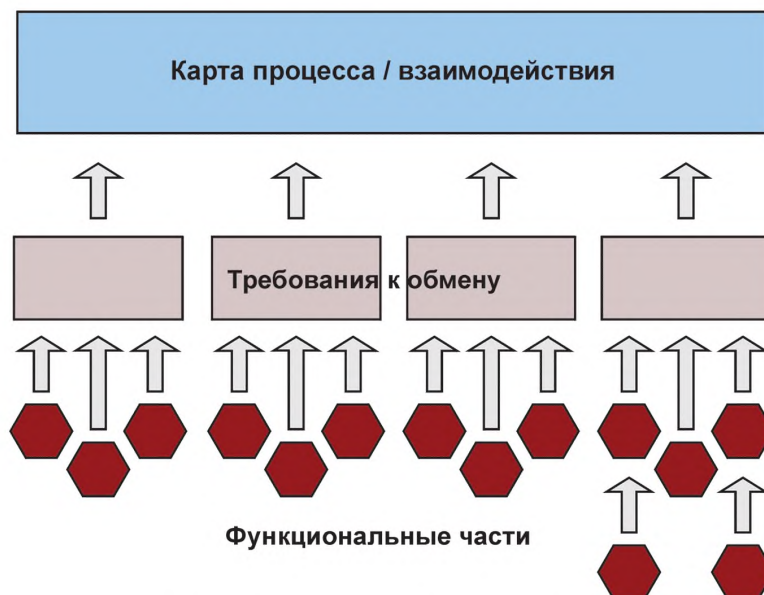 Карта процесса / взаимодействия
Требования к обмену
Функциональные части